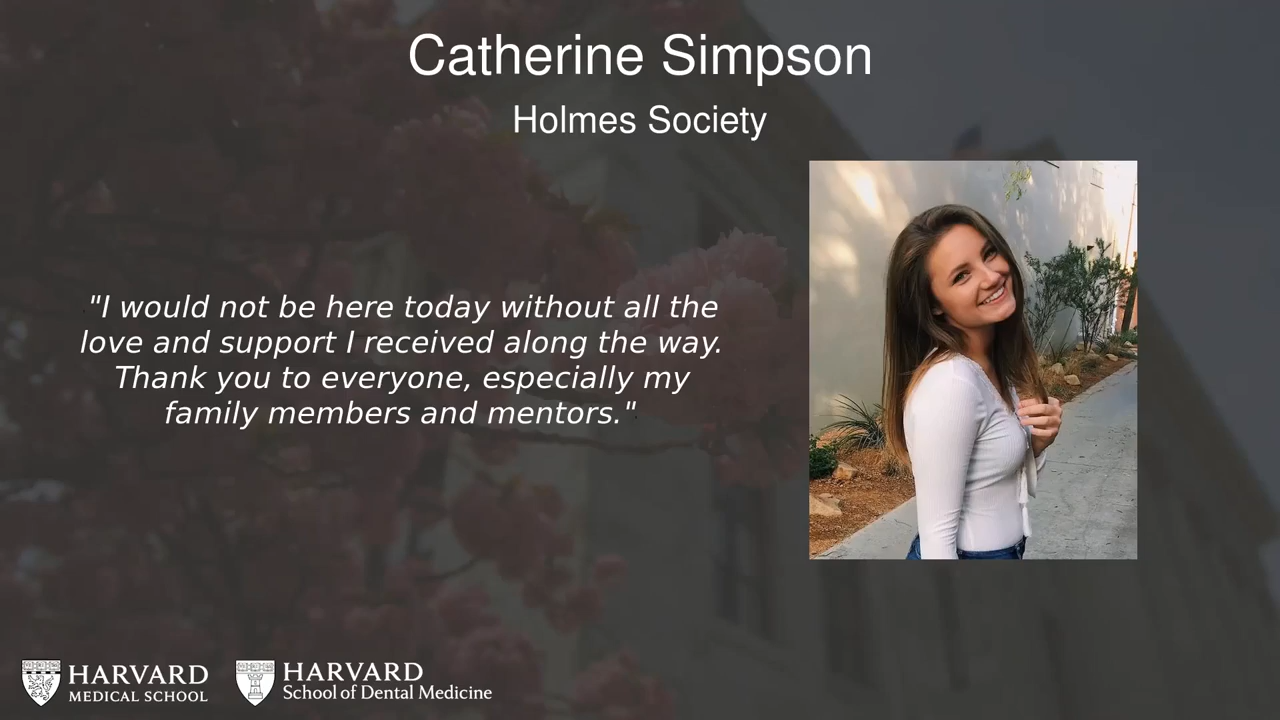 Catherine Simpson
Holmes Society
"I would not be here today without all the
love and support I received along the way.
Thank you to everyone, especially my
family members and mentors."
HARVARD
MEDICAL SCHOOL
HARVARD
School of Dental Medicine